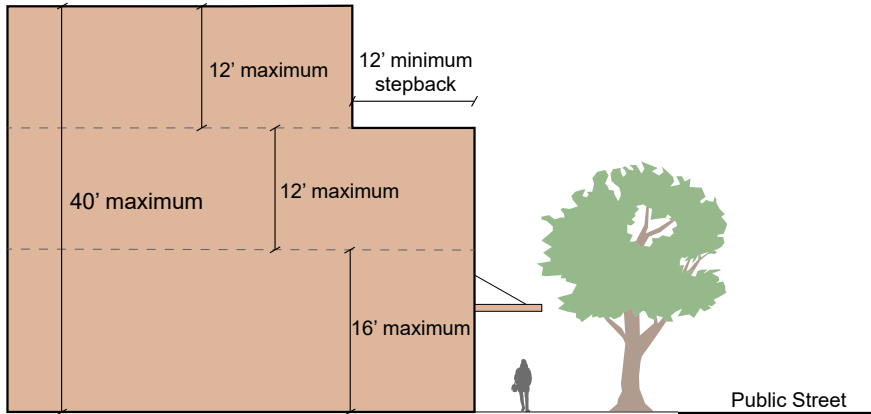 12’ maximum
12’ minimum
stepback
40’ maximum
12’ maximum
16’ maximum
Public Street